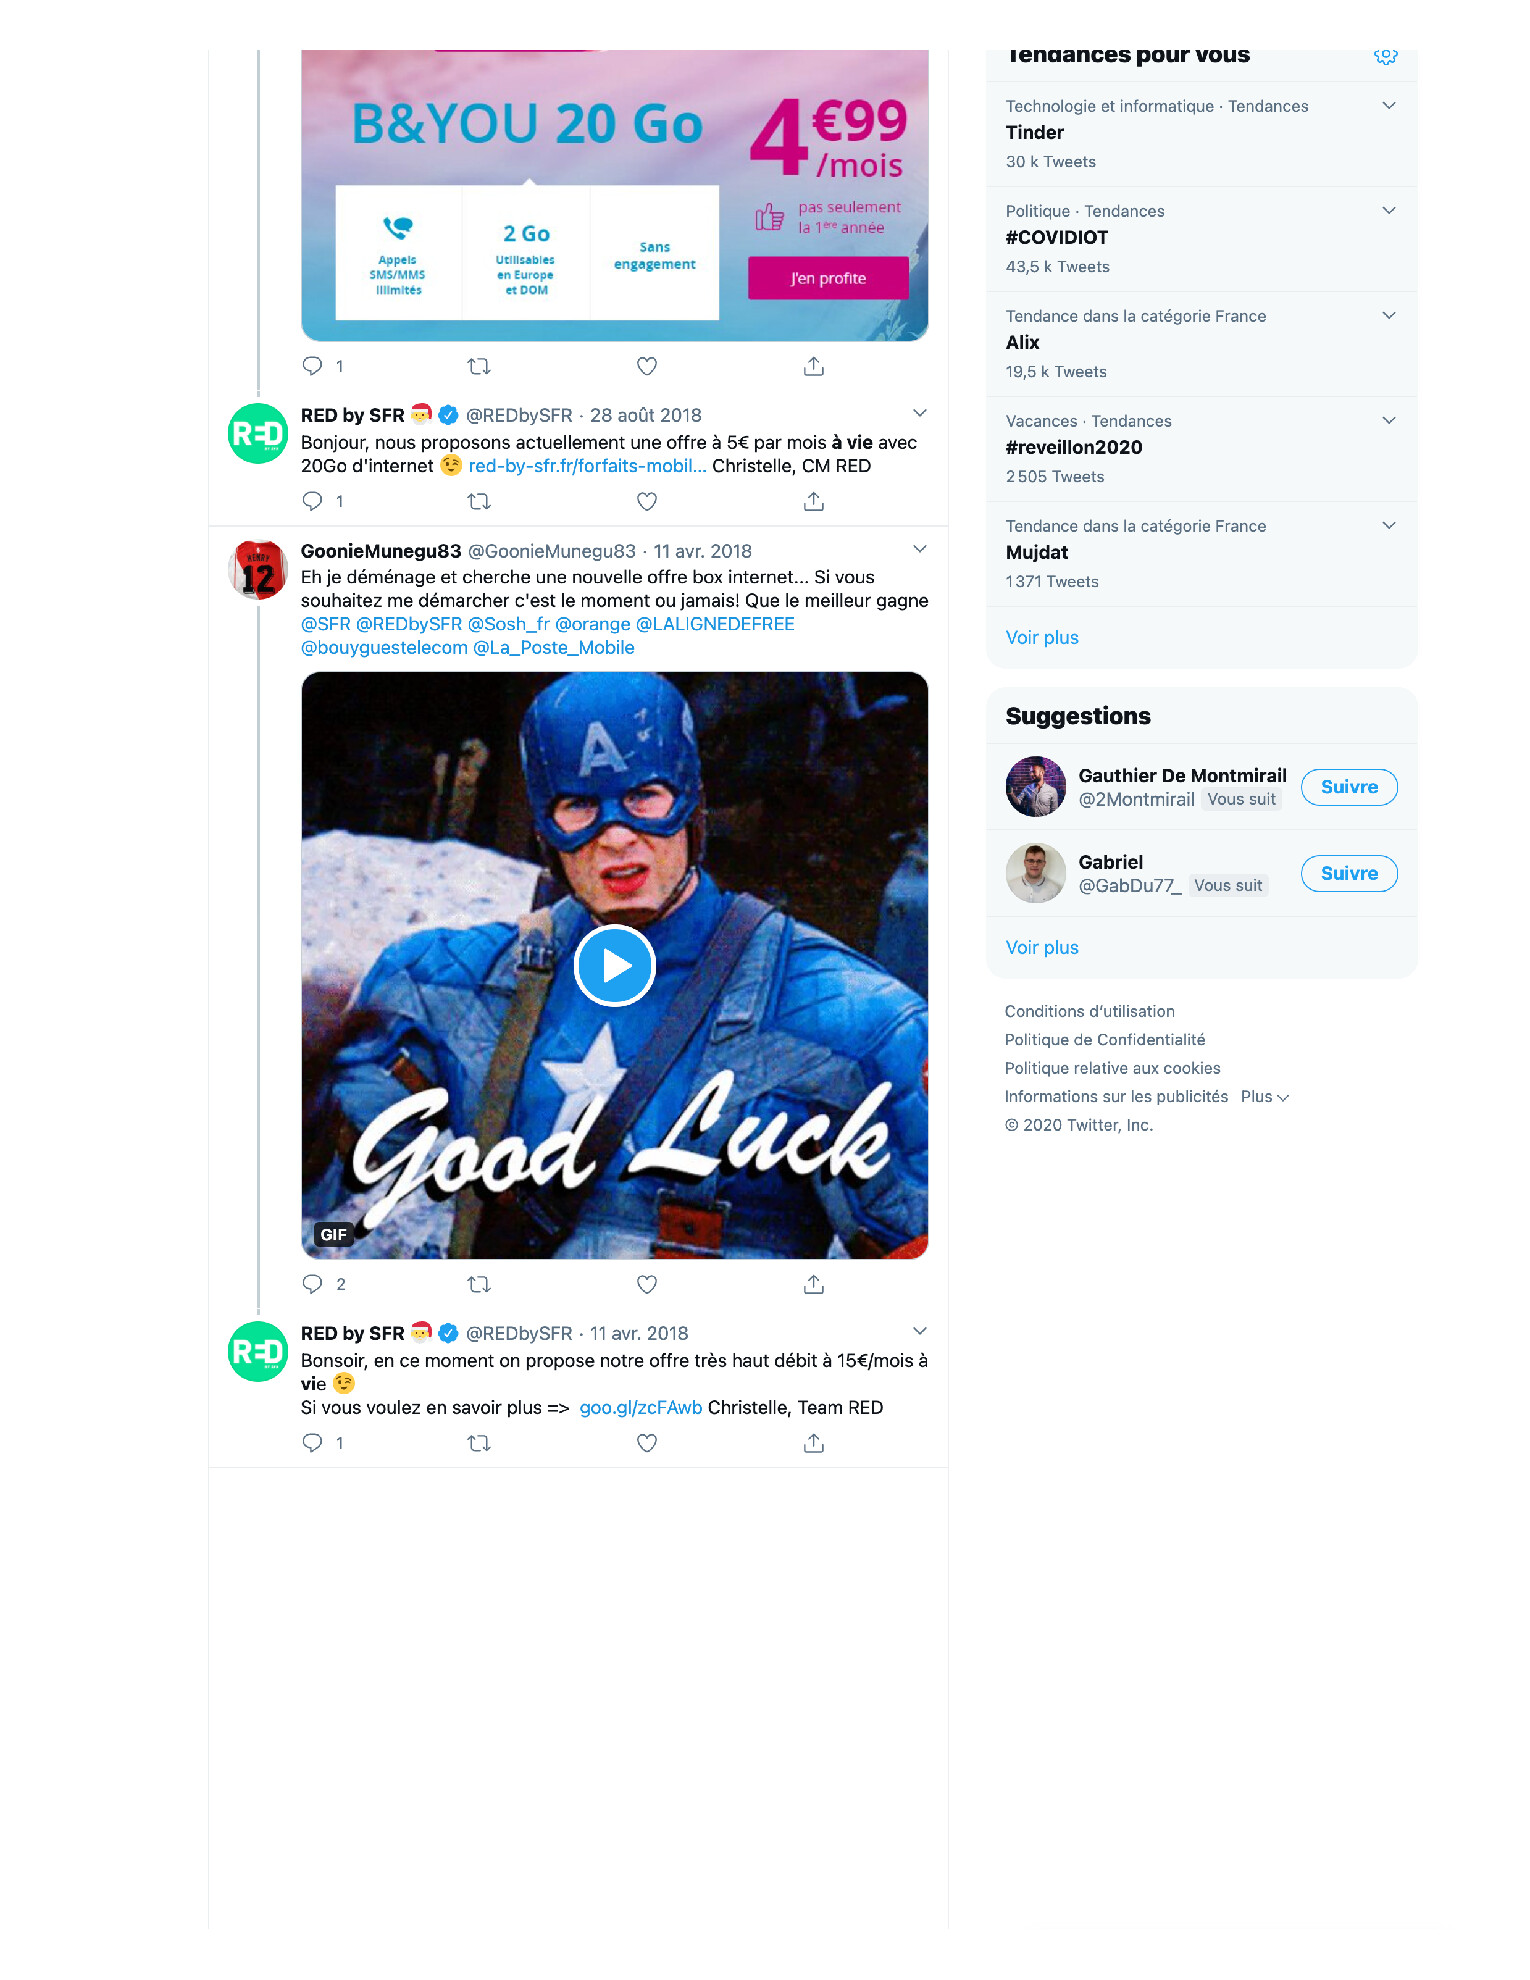 B&YOU 20 Go
4€99
/mois
Appels
SMS/MMS
Illimités
2 Go
Utilisables
en Europe
et DOM
Sans
engagement
pas seulement
la 1ère année
J'en profite
1
RED by SFR 🎅 @REDbySFR · 28 août 2018
RED
Bonjour, nous proposons actuellement une offre à 5€ par mois à vie avec
20Go d'internet 😉 red-by-sfr.fr/forfaits-mobil... Christelle, CM RED
1
GoonieMunegu83 @GoonieMunegu83 · 11 avr. 2018
HENRY
12
Eh je déménage et cherche une nouvelle offre box internet... Si vous
souhaitez me démarcher c'est le moment ou jamais! Que le meilleur gagne
@SFR @REDbySFR @Sosh_fr @orange @LALIGNEDEFREE
@bouyguestelecom @La_Poste_Mobile
A
Good Luck
GIF
2
RED by SFR 🎅 @REDbySFR · 11 avr. 2018
RED
Bonsoir, en ce moment on propose notre offre très haut débit à 15€/mois à
vie 😉
Si vous voulez en savoir plus => goo.gl/zcFAwb Christelle, Team RED
1
Tendances pour vous
Technologie et informatique · Tendances
Tinder
30 k Tweets
Politique · Tendances
#COVIDIOT
43,5 k Tweets
Tendance dans la catégorie France
Alix
19,5 k Tweets
Vacances · Tendances
#reveillon2020
2 505 Tweets
Tendance dans la catégorie France
Mujdat
1 371 Tweets
Voir plus
Suggestions
Gauthier De Montmirail
@2Montmirail Vous suit
Suivre
Gabriel
@GabDu77_ Vous suit
Suivre
Voir plus
Conditions d'utilisation
Politique de Confidentialité
Politique relative aux cookies
Informations sur les publicités Plus
© 2020 Twitter, Inc.